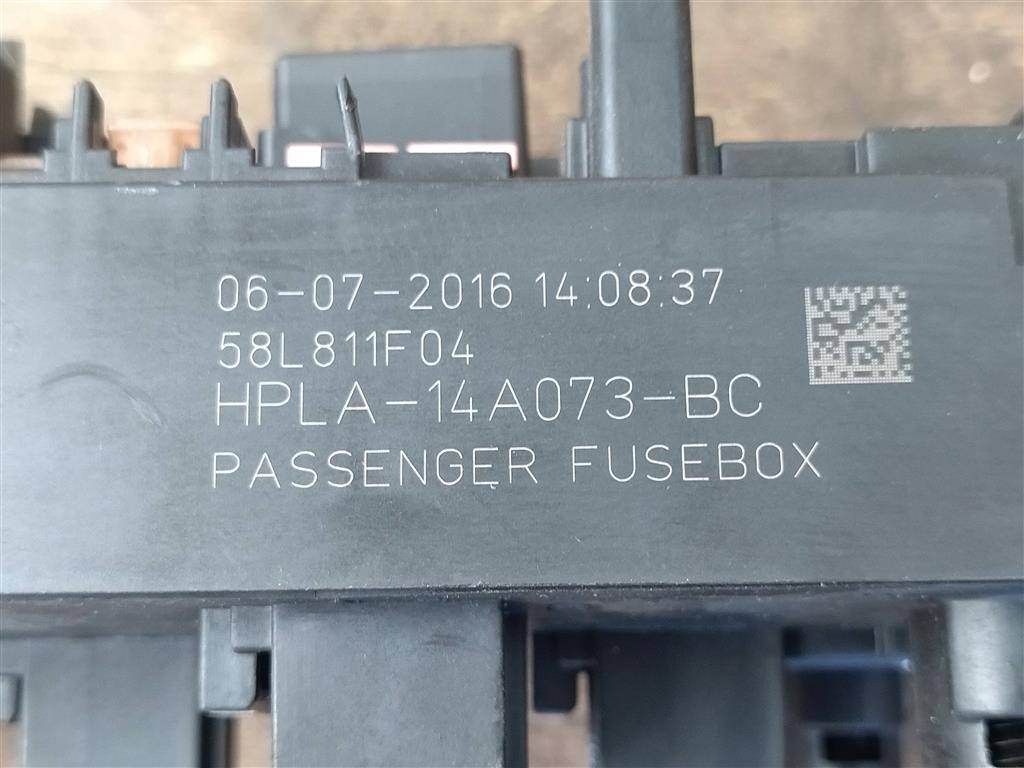 06-07-2016 14:08:37
58L811F04
HPLA-14A073-BC
PASSENGER FUSEBOX